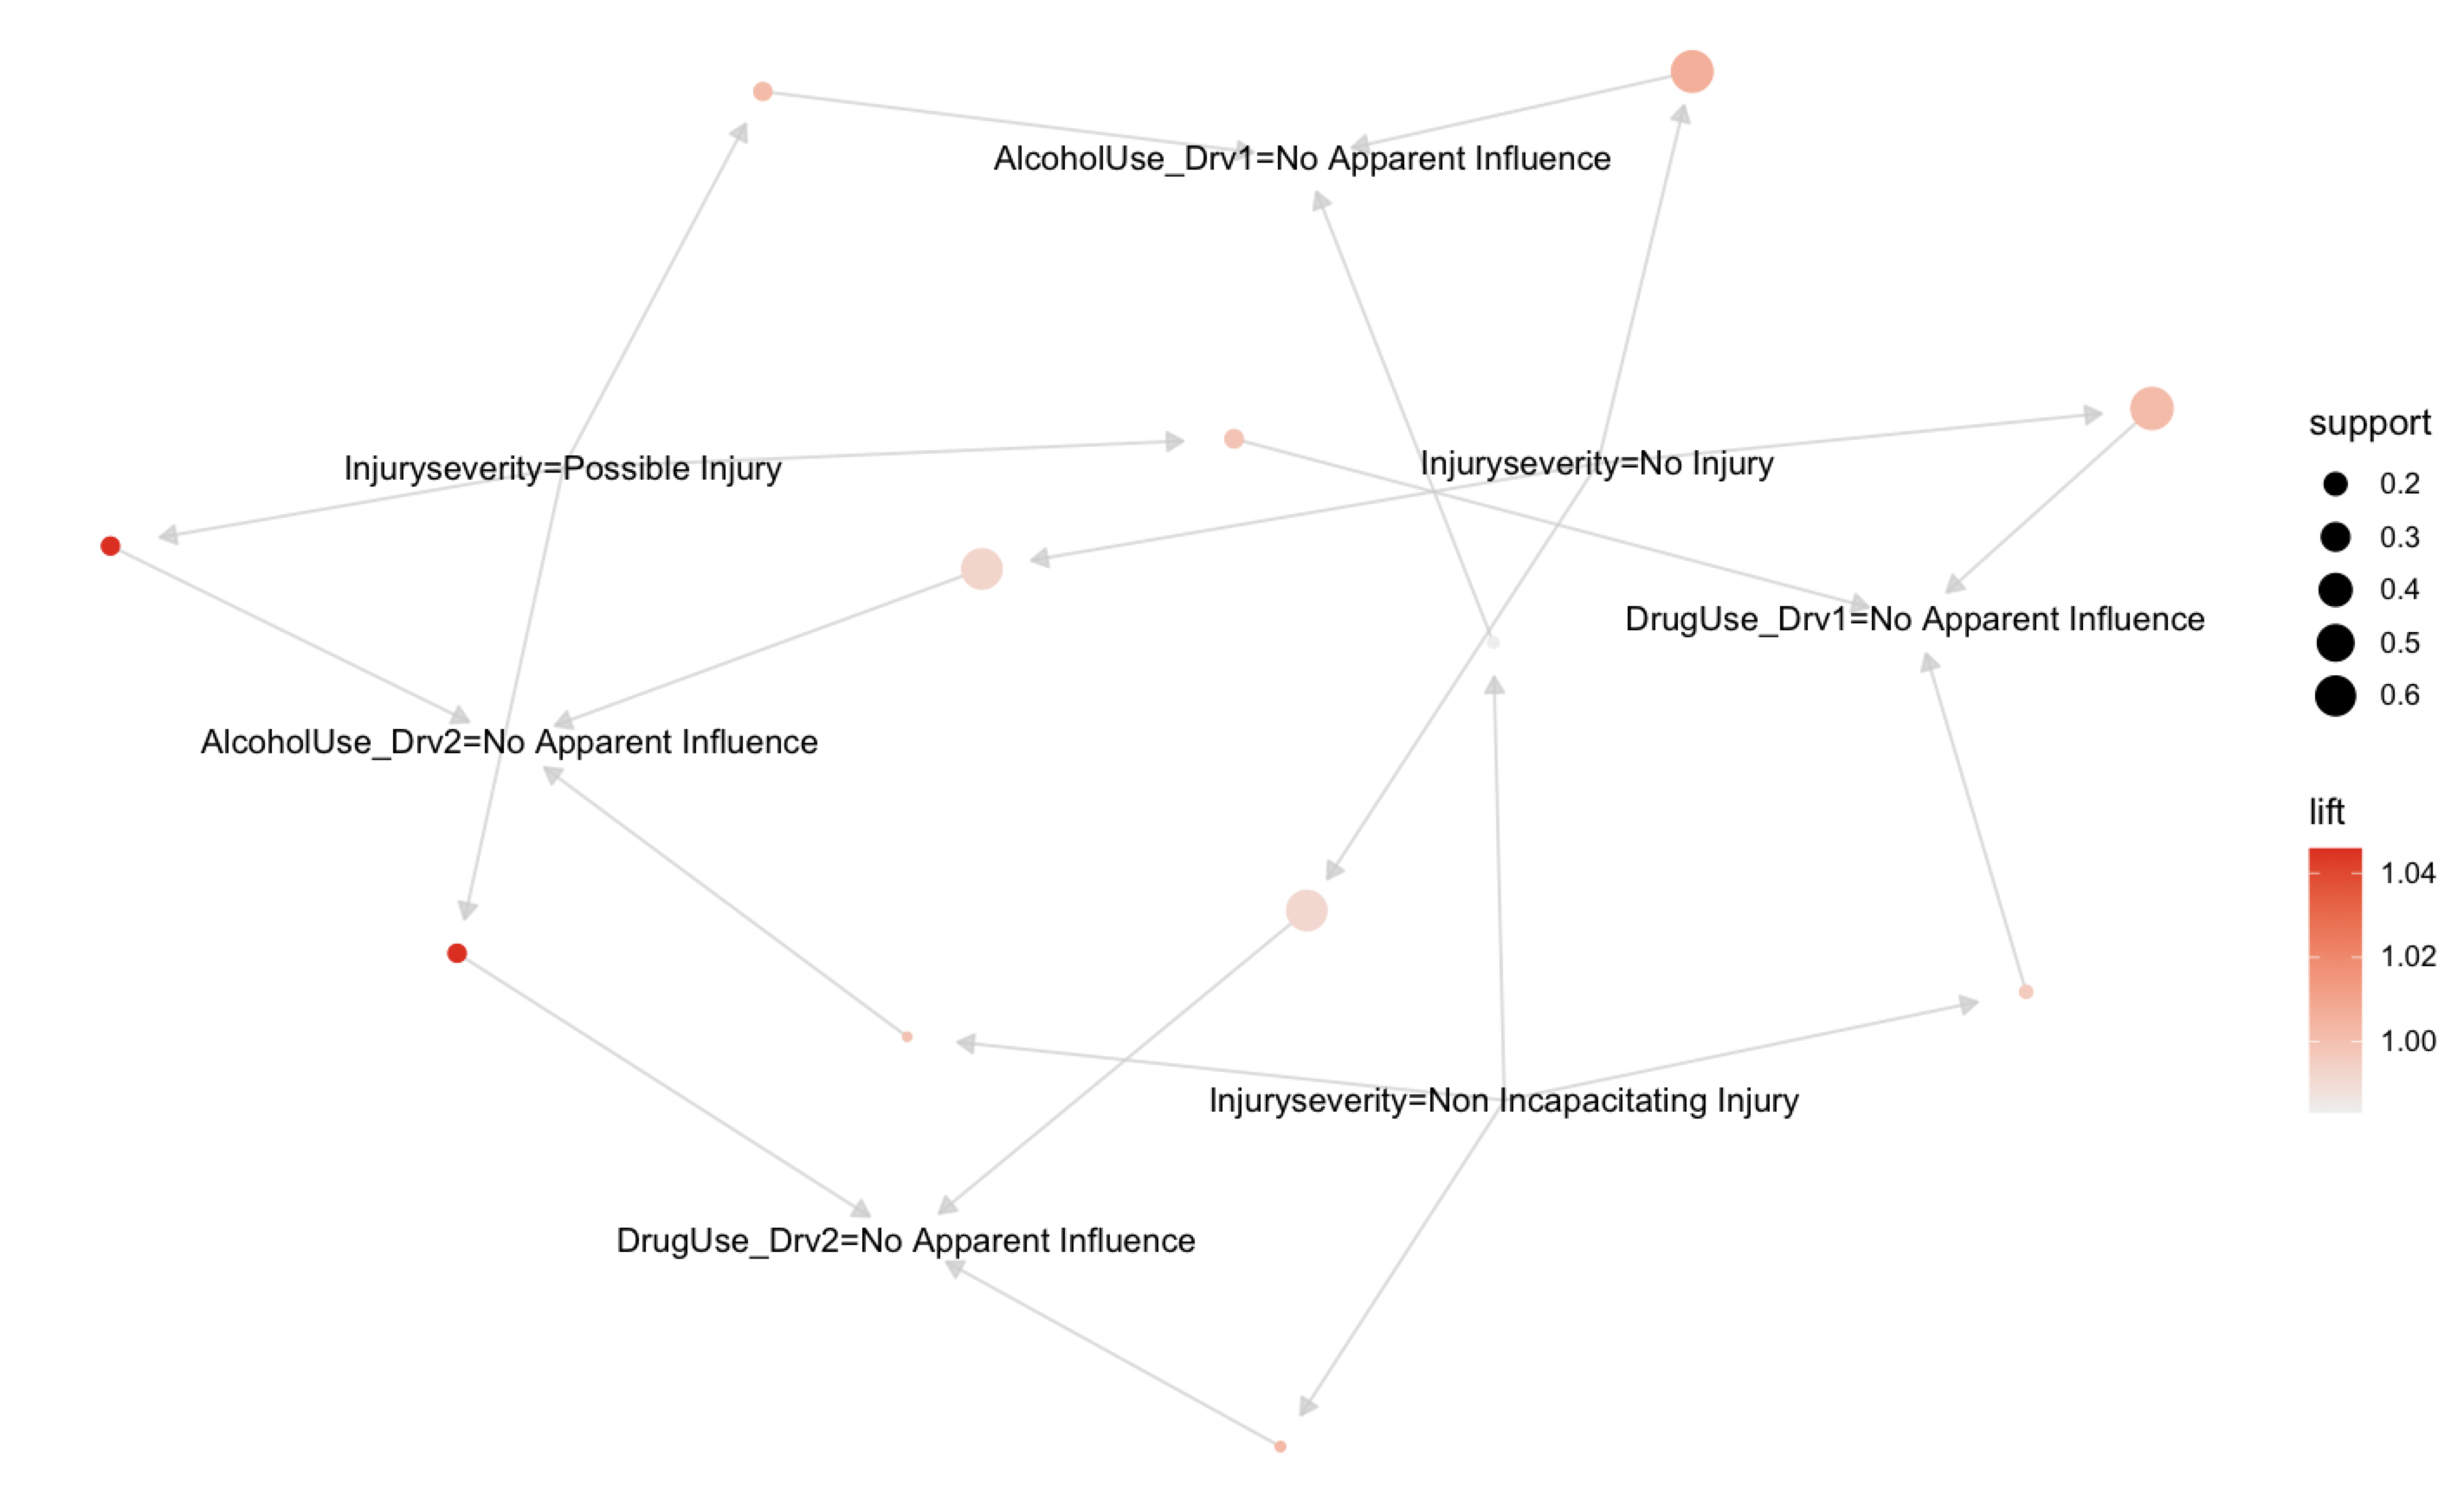 AlcoholUse_Drv1=No Apparent Influence
Injuryseverity=Possible Injury
Injuryseverity=No Injury
DrugUse_Drv1=No Apparent Influence
AlcoholUse_Drv2=No Apparent Influence
Injuryseverity=Non Incapacitating Injury
DrugUse_Drv2=No Apparent Influence
support
0.2
0.3
0.4
0.5
0.6
lift
1.04
1.02
1.00